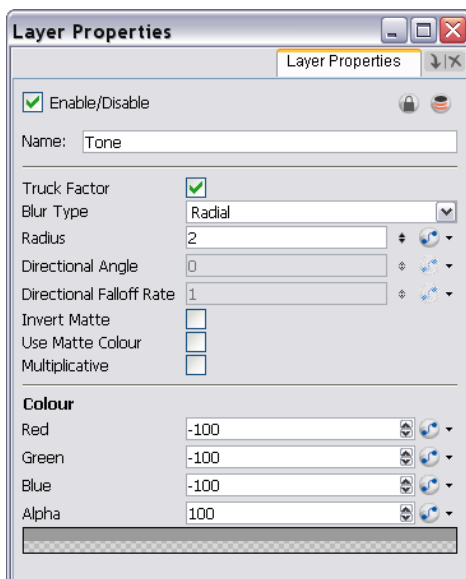 Layer Properties
Layer Properties
Enable/Disable
Name: Tone
Truck Factor
Blur Type Radial
Radius 2
Directional Angle 0
Directional Falloff Rate 1
Invert Matte
Use Matte Colour
Multiplicative
Colour
Red -100
Green -100
Blue -100
Alpha 100